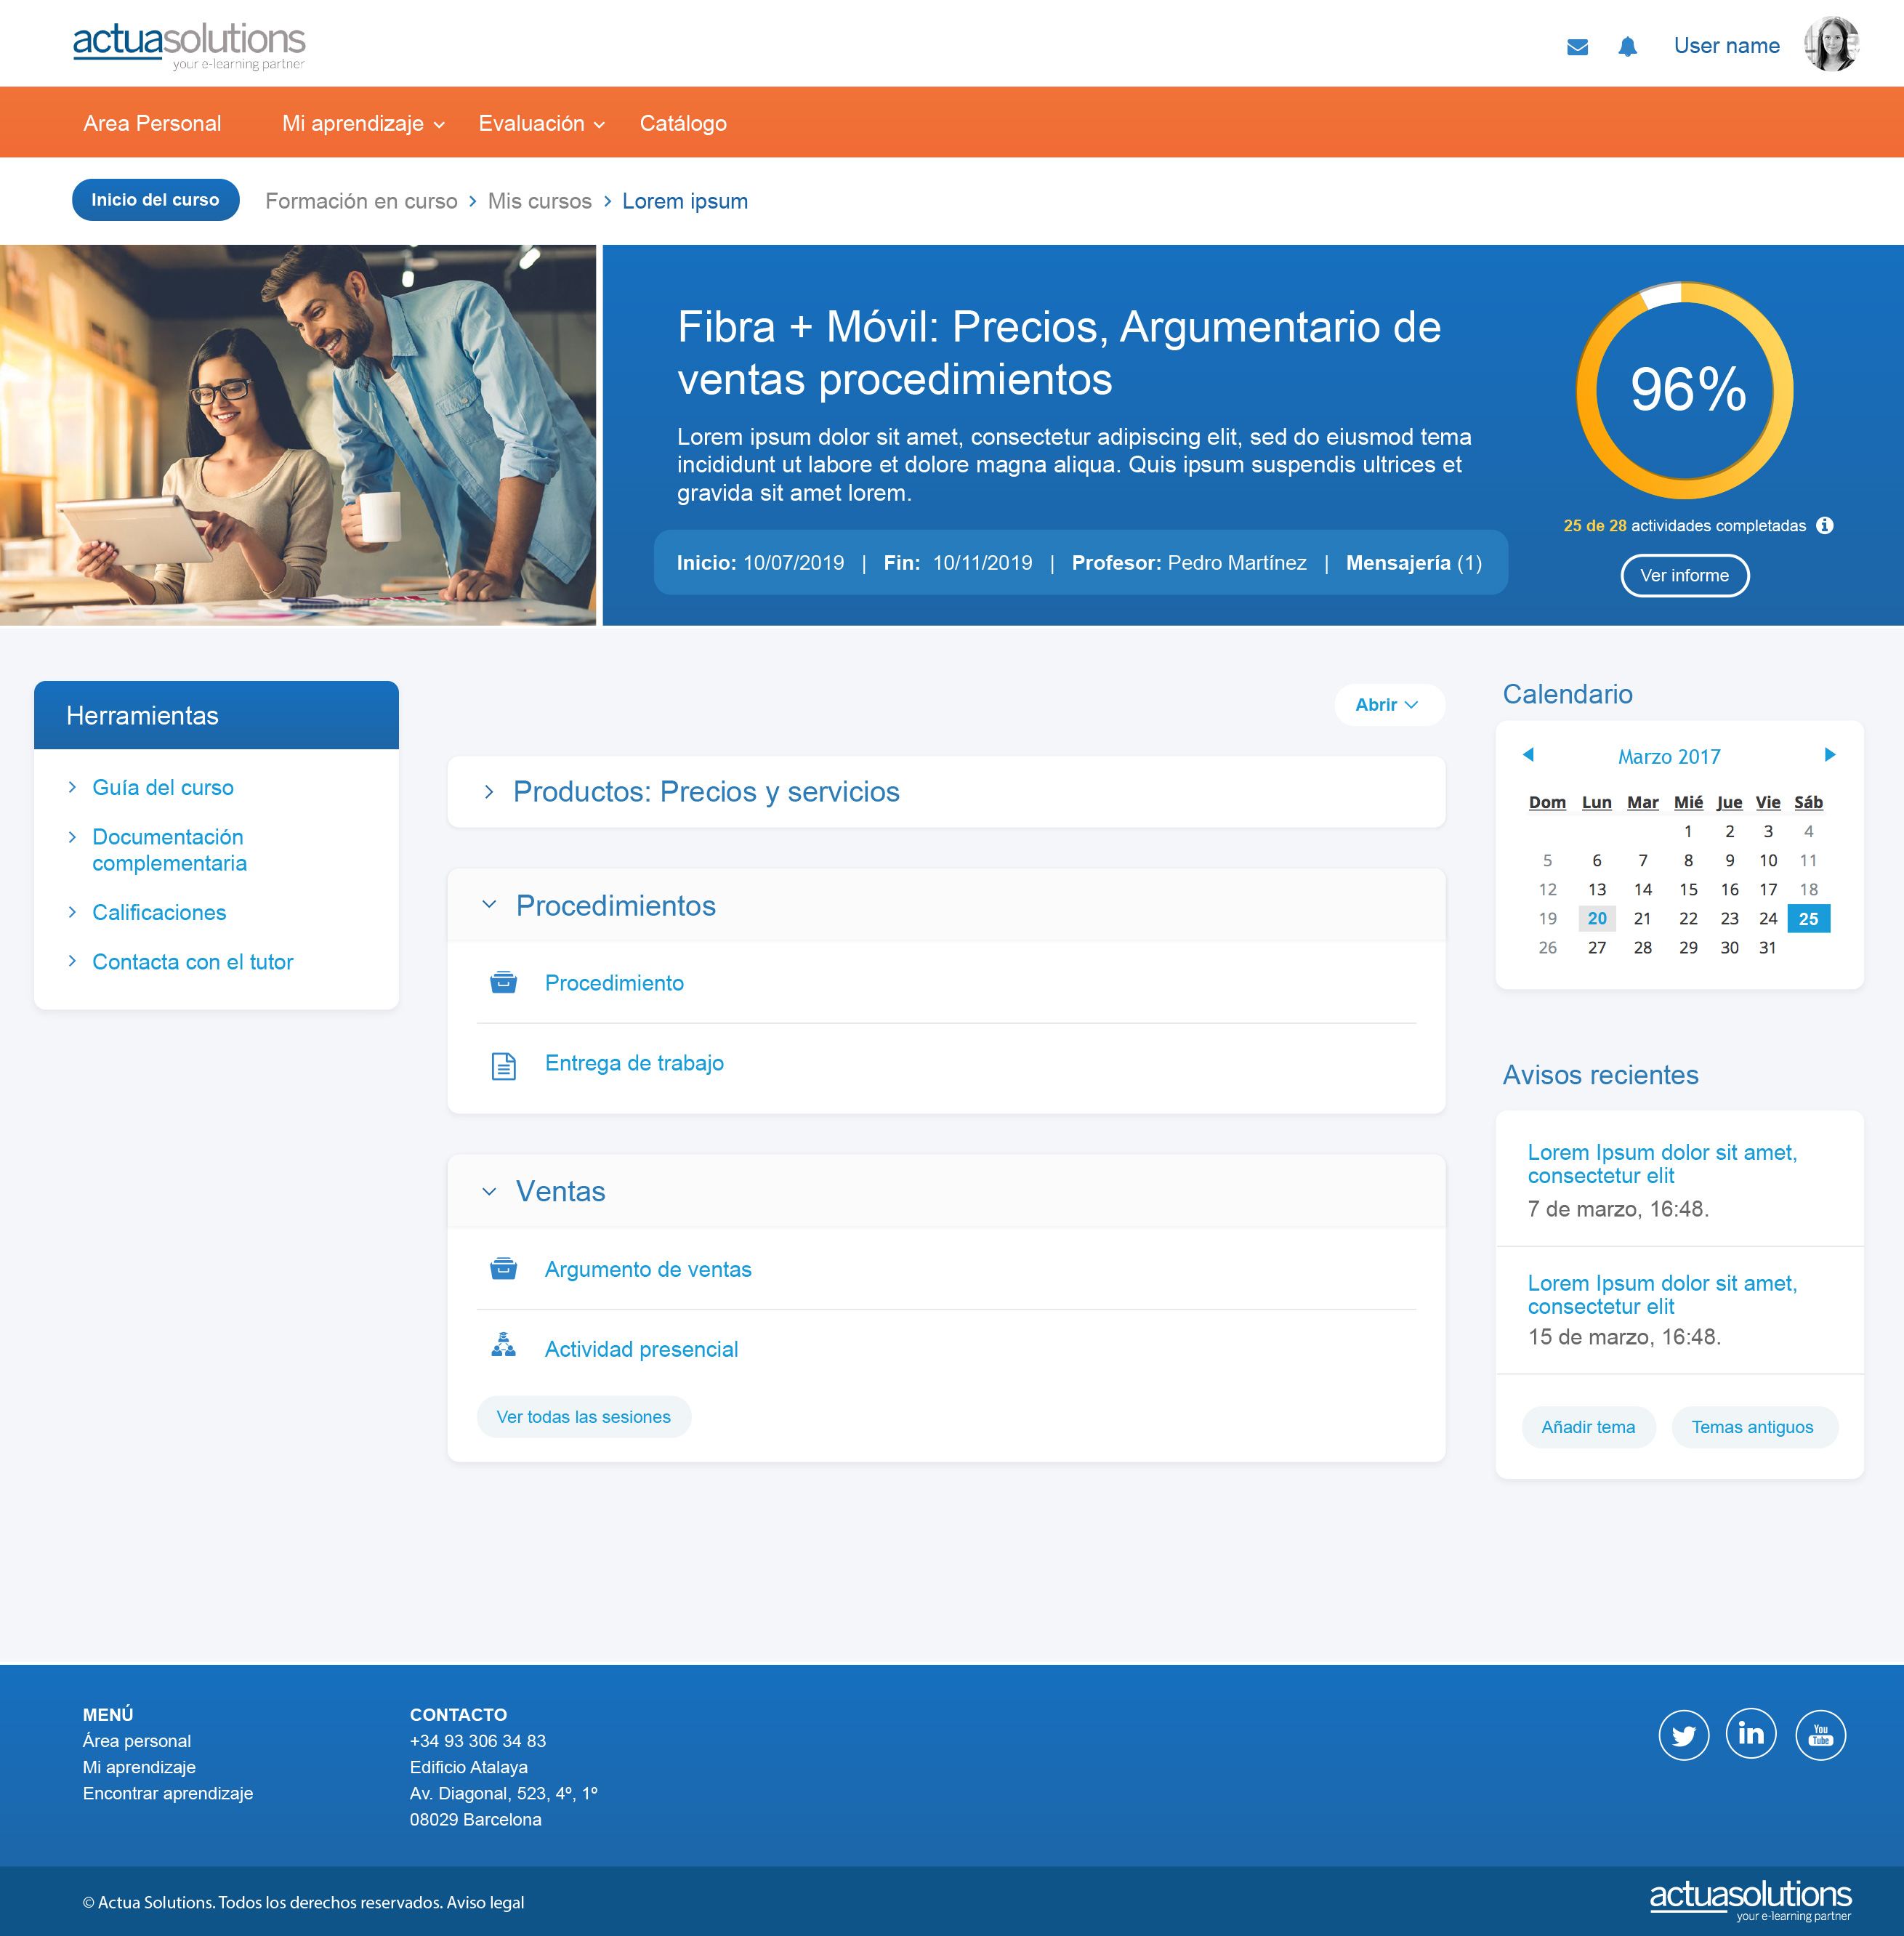 actuasolutions
your e-learning partner
User name
Area Personal Mi aprendizaje Evaluación Catálogo
Inicio del curso Formación en curso > Mis cursos > Lorem ipsum
Fibra + Móvil: Precios, Argumentario de
ventas procedimientos
Lorem ipsum dolor sit amet, consectetur adipiscing elit, sed do eiusmod tema
incididunt ut labore et dolore magna aliqua. Quis ipsum suspendis ultrices et
gravida sit amet lorem.
Inicio: 10/07/2019 | Fin: 10/11/2019 | Profesor: Pedro Martínez | Mensajería (1)
96%
25 de 28 actividades completadas
Ver informe
Herramientas
Guía del curso
Documentación
complementaria
Calificaciones
Contacta con el tutor
Abrir
Productos: Precios y servicios
Procedimientos
Procedimiento
Entrega de trabajo
Ventas
Argumento de ventas
Actividad presencial
Ver todas las sesiones
Calendario
Marzo 2017
Dom Lun Mar Mié Jue Vie Sáb
1 2 3 4
5 6 7 8 9 10 11
12 13 14 15 16 17 18
19 20 21 22 23 24 25
26 27 28 29 30 31
Avisos recientes
Lorem Ipsum dolor sit amet,
consectetur elit
7 de marzo, 16:48.
Lorem Ipsum dolor sit amet,
consectetur elit
15 de marzo, 16:48.
Añadir tema Temas antiguos
MENÚ
Área personal
Mi aprendizaje
Encontrar aprendizaje
CONTACTO
+34 93 306 34 83
Edificio Atalaya
Av. Diagonal, 523, 4º, 1º
08029 Barcelona
in
You
Tube
© Actua Solutions. Todos los derechos reservados. Aviso legal
actuasolutions
your e-learning partner